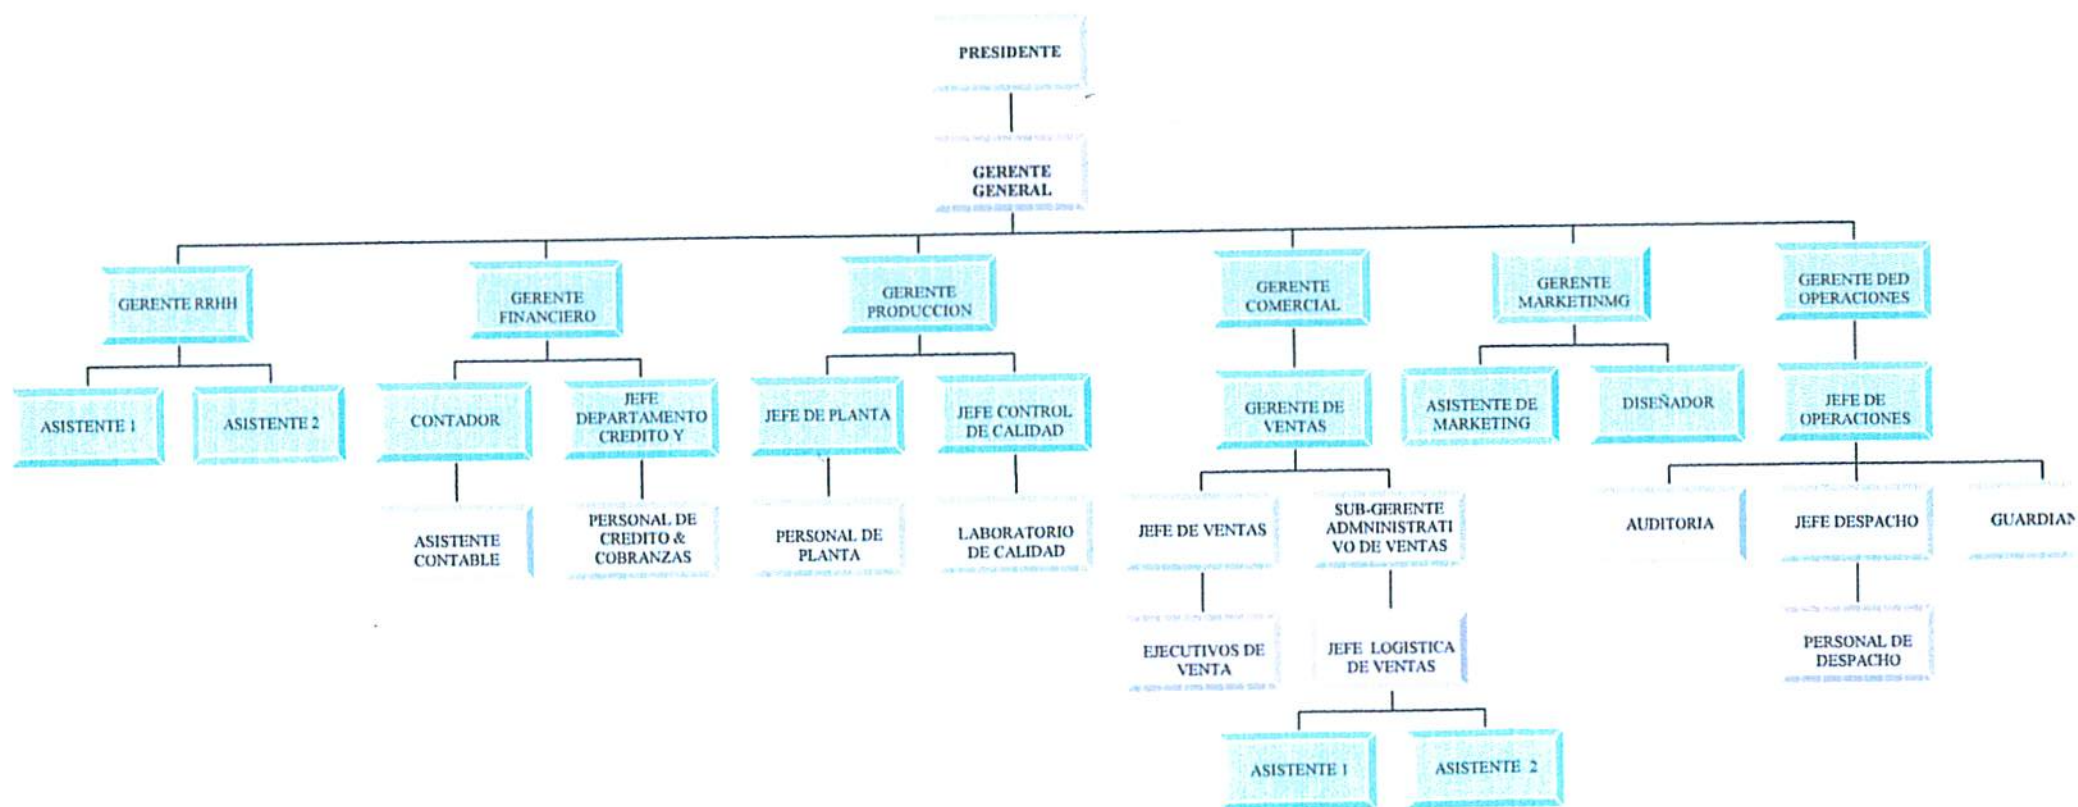 PRESIDENTE
GERENTE
GENERAL
GERENTE RRHH
GERENTE
FINANCIERO
GERENTE
PRODUCCION
GERENTE
COMERCIAL
GERENTE
MARKETINMG
GERENTE DED
OPERACIONES
ASISTENTE 1
ASISTENTE 2
CONTADOR
JEFE
DEPARTAMENTO
CREDITO Y
JEFE DE PLANTA
JEFE CONTROL
DE CALIDAD
GERENTE DE
VENTAS
ASISTENTE DE
MARKETING
DISEÑADOR
JEFE DE
OPERACIONES
ASISTENTE
CONTABLE
PERSONAL DE
CREDITO &
COBRANZAS
PERSONAL DE
PLANTA
LABORATORIO
DE CALIDAD
JEFE DE VENTAS
SUB-GERENTE
ADMNINISTRATI
VO DE VENTAS
AUDITORIA
JEFE DESPACHO
GUARDIAN
EJECUTIVOS DE
VENTA
JEFE LOGISTICA
DE VENTAS
PERSONAL DE
DESPACHO
ASISTENTE 1
ASISTENTE 2